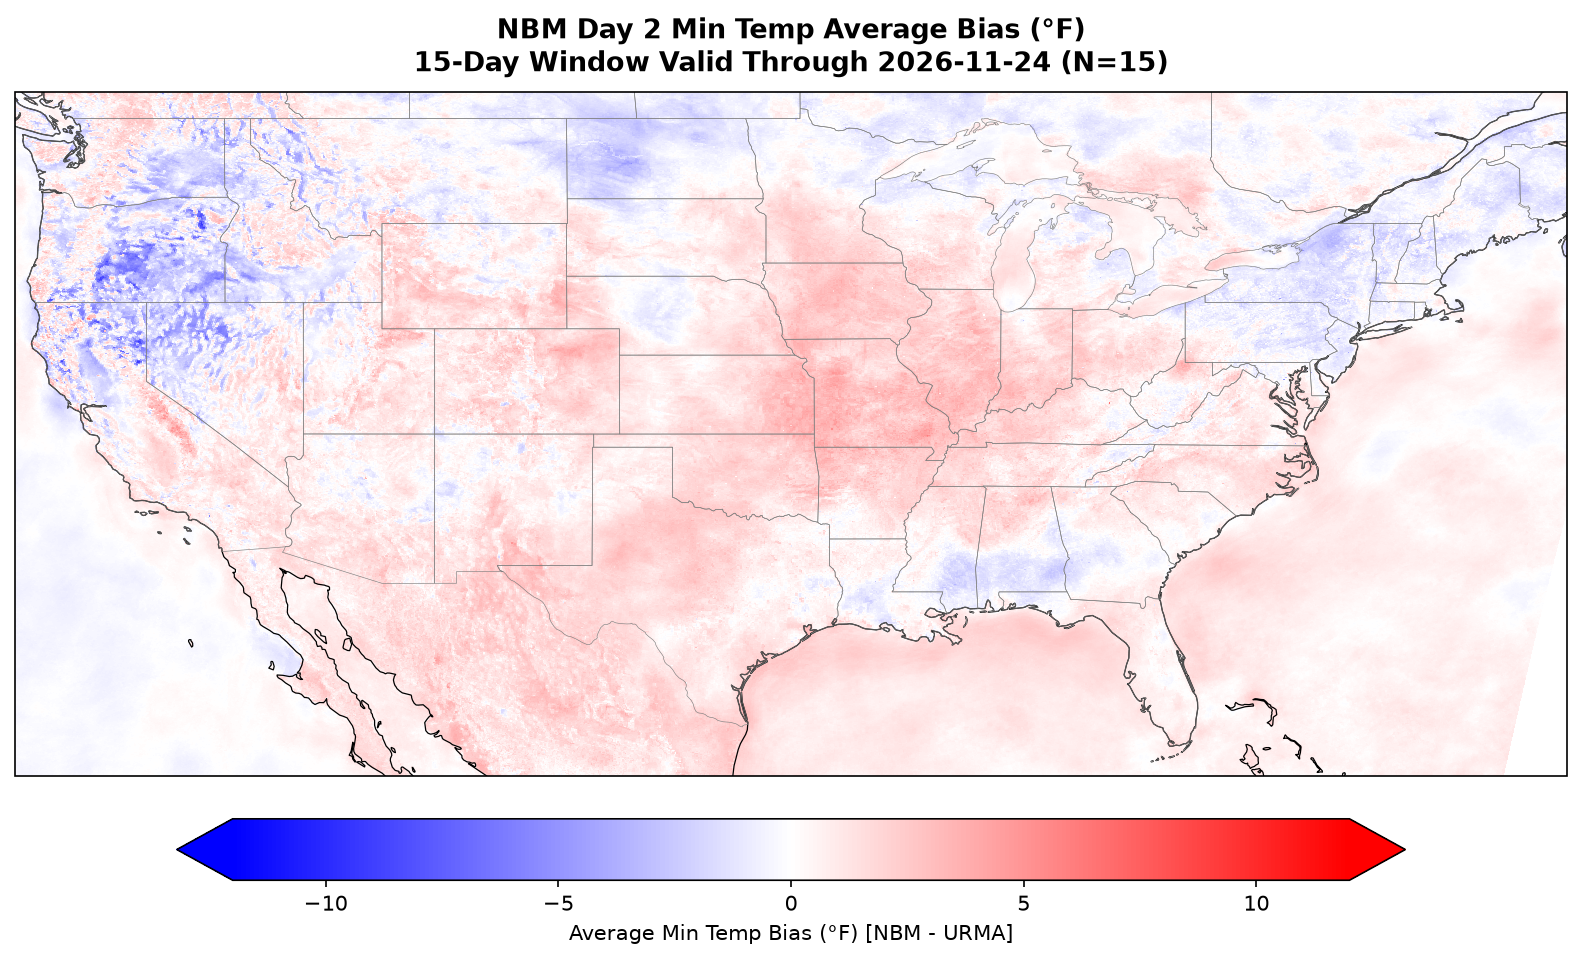 NBM Day 2 Min Temp Average Bias (°F)
15-Day Window Valid Through 2026-11-24 (N=15)
−10 −5 0 5 10
Average Min Temp Bias (°F) [NBM - URMA]